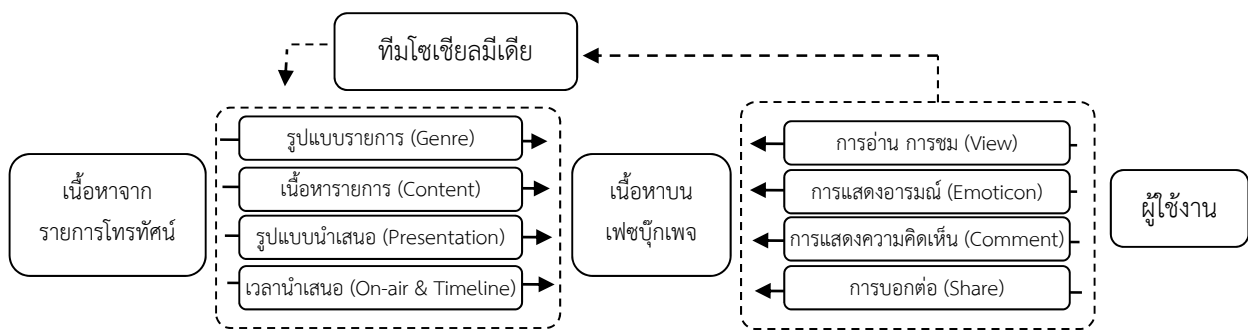 ทีมโซเชียลมีเดีย
เนื้อหาจาก
รายการโทรทัศน์
รูปแบบรายการ (Genre)
เนื้อหารายการ (Content)
รูปแบบนำเสนอ (Presentation)
เวลานำเสนอ (On-air & Timeline)
เนื้อหาบน
เฟซบุ๊กเพจ
การอ่าน การชม (View)
การแสดงอารมณ์ (Emoticon)
การแสดงความคิดเห็น (Comment)
การบอกต่อ (Share)
ผู้ใช้งาน